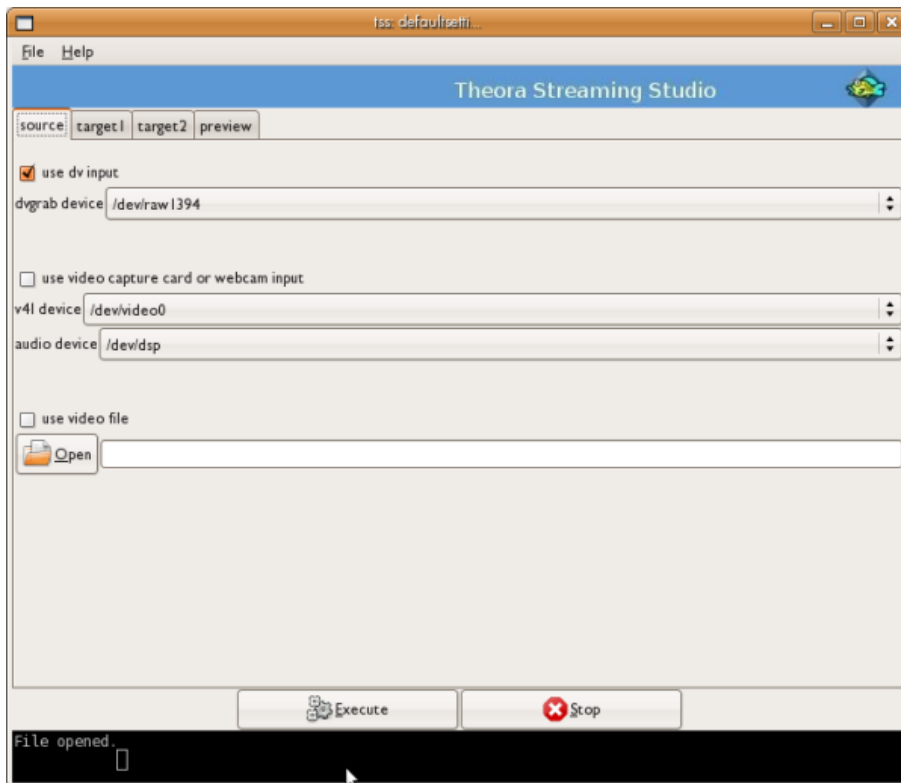 tss: defaultsetti...
File Help
Theora Streaming Studio
source target1 target2 preview
use dv input
dvgrab device /dev/raw1394
use video capture card or webcam input
v4l device /dev/video0
audio device /dev/dsp
use video file
Open
Execute Stop
File opened.